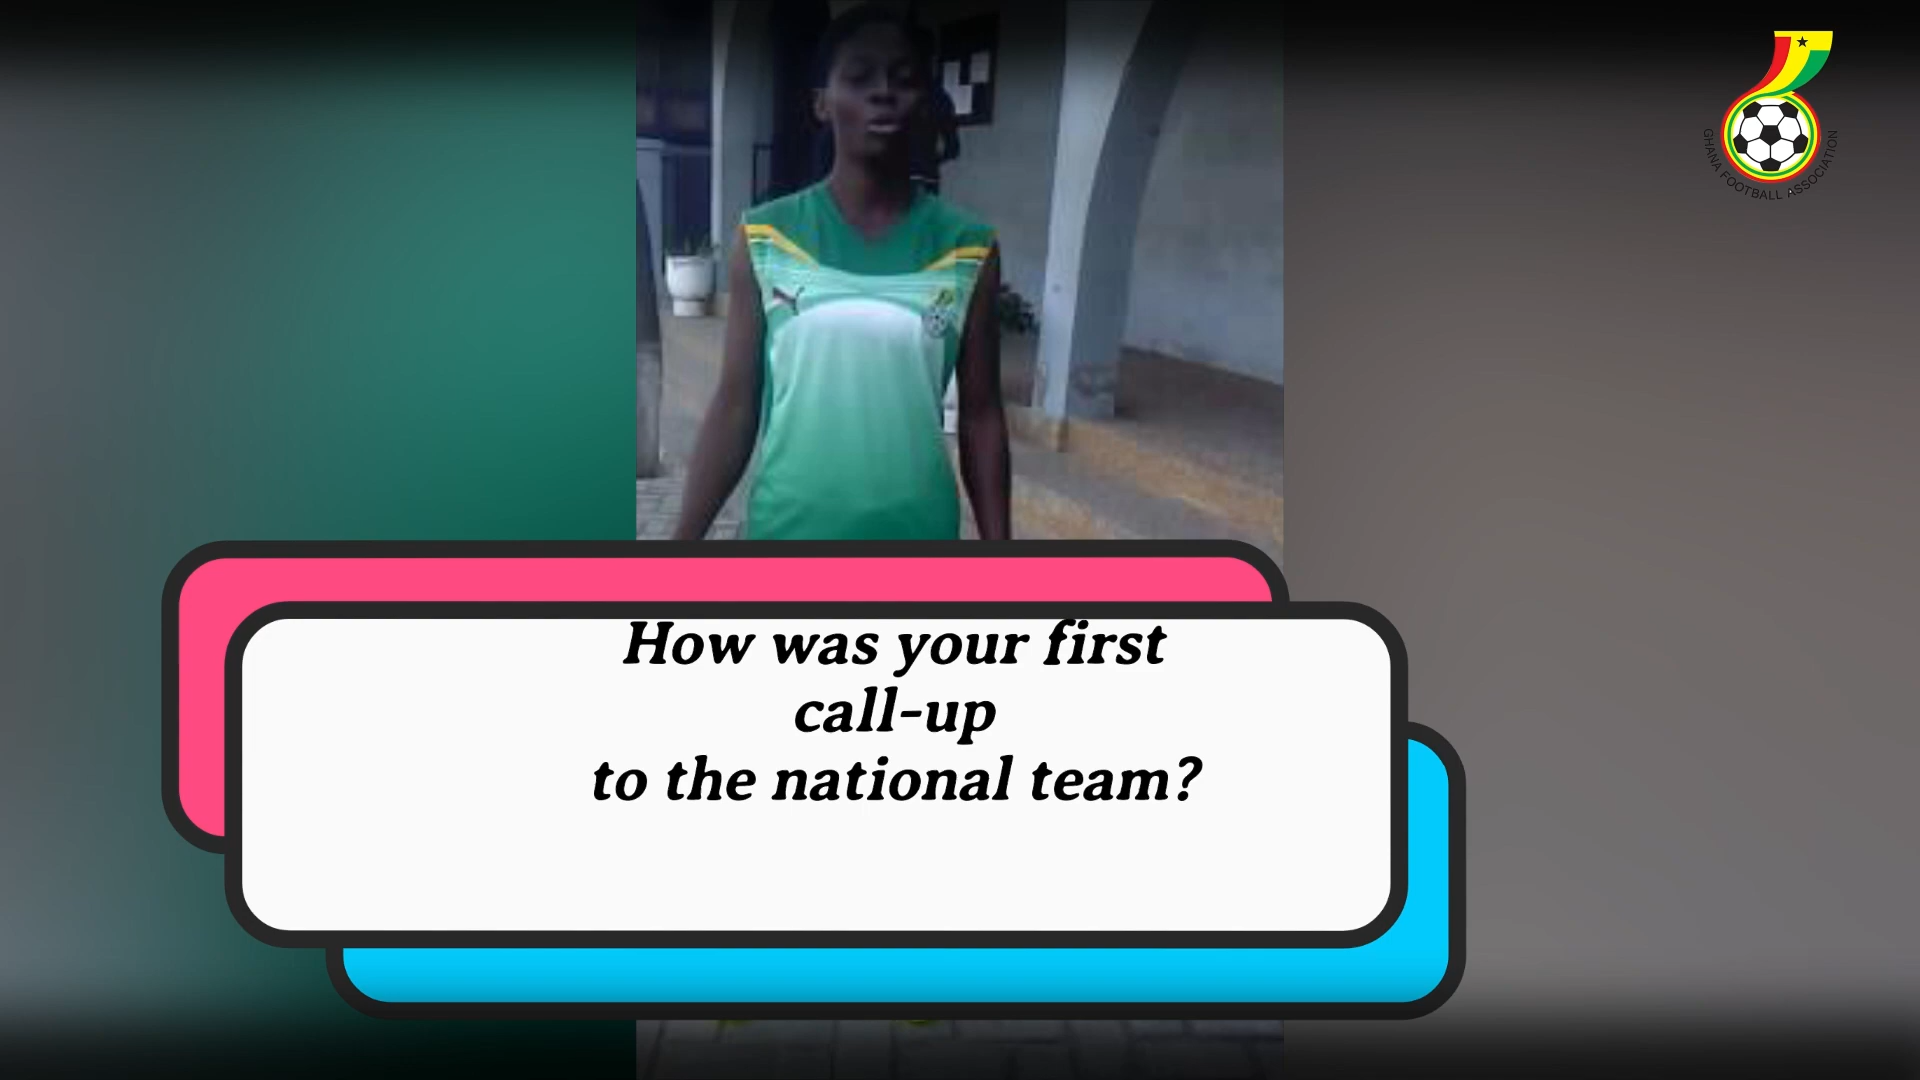 GHANA FOOTBALL ASSOCIATION
How was your first
call-up
to the national team?